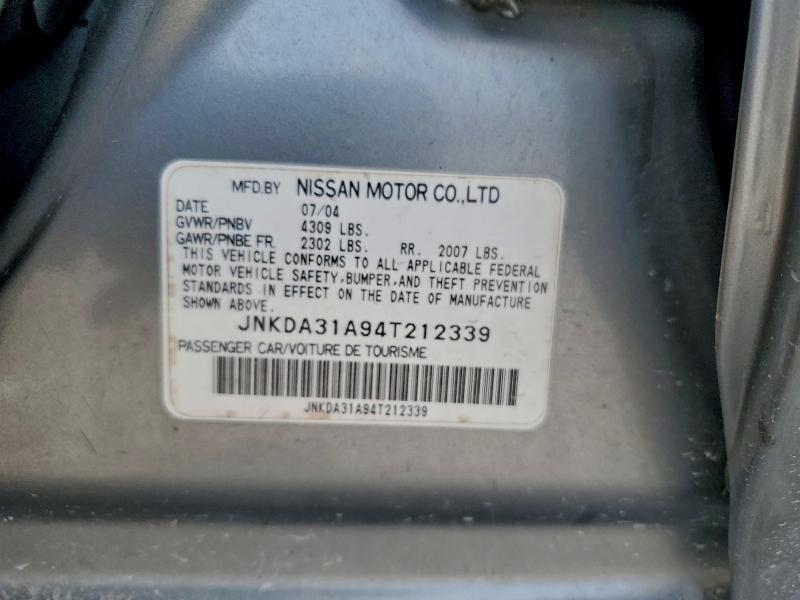 MFD.BY NISSAN MOTOR CO.,LTD
DATE 07/04
GVWR/PNBV 4309 LBS.
GAWR/PNBE FR. 2302 LBS. RR. 2007 LBS.
THIS VEHICLE CONFORMS TO ALL APPLICABLE FEDERAL
MOTOR VEHICLE SAFETY, BUMPER, AND THEFT PREVENTION
STANDARDS IN EFFECT ON THE DATE OF MANUFACTURE
SHOWN ABOVE.
JNKDA31A94T212339
PASSENGER CAR/VOITURE DE TOURISME
JNKDA31A94T212339